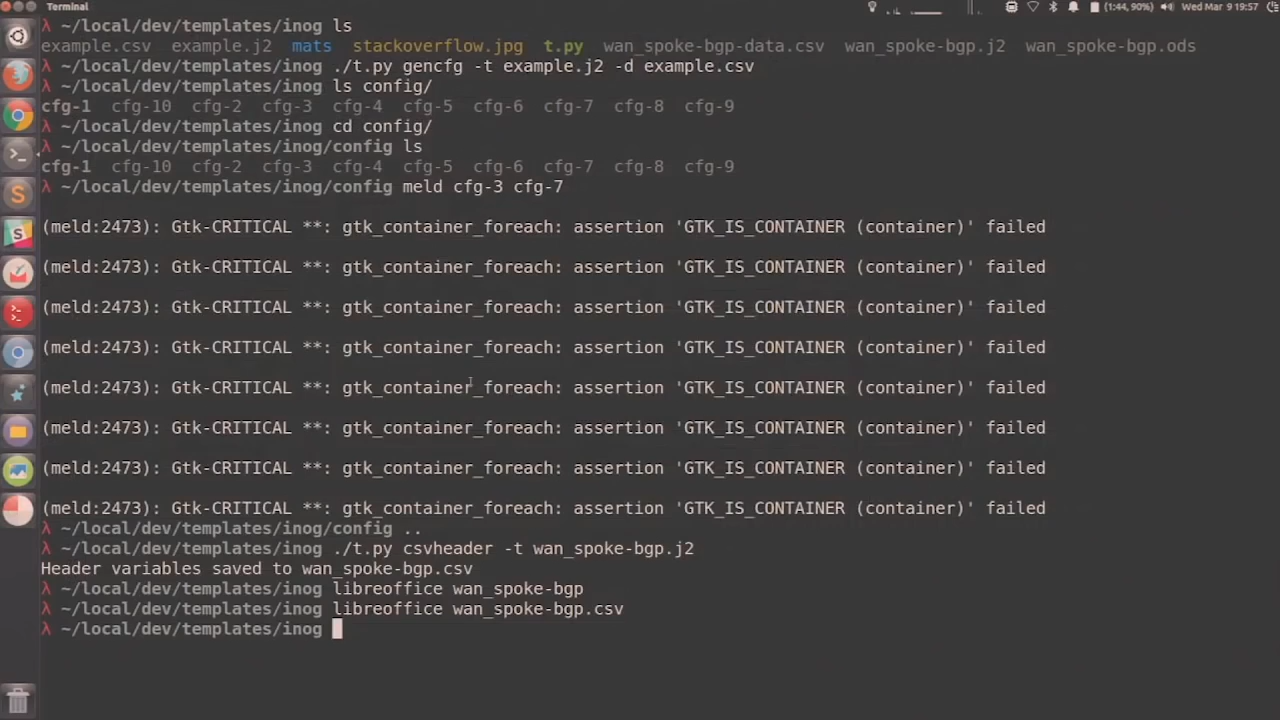 Terminal
(1:44, 90%)
Wed Mar 9 19:57
λ ~/local/dev/templates/inog ls
example.csv example.j2 mats stackoverflow.jpg t.py wan_spoke-bgp-data.csv wan_spoke-bgp.j2 wan_spoke-bgp.ods
λ ~/local/dev/templates/inog ./t.py gencfg -t example.j2 -d example.csv
λ ~/local/dev/templates/inog ls config/
cfg-1 cfg-10 cfg-2 cfg-3 cfg-4 cfg-5 cfg-6 cfg-7 cfg-8 cfg-9
λ ~/local/dev/templates/inog cd config/
λ ~/local/dev/templates/inog/config ls
cfg-1 cfg-10 cfg-2 cfg-3 cfg-4 cfg-5 cfg-6 cfg-7 cfg-8 cfg-9
λ ~/local/dev/templates/inog/config meld cfg-3 cfg-7
(meld:2473): Gtk-CRITICAL **: gtk_container_foreach: assertion 'GTK_IS_CONTAINER (container)' failed
(meld:2473): Gtk-CRITICAL **: gtk_container_foreach: assertion 'GTK_IS_CONTAINER (container)' failed
(meld:2473): Gtk-CRITICAL **: gtk_container_foreach: assertion 'GTK_IS_CONTAINER (container)' failed
(meld:2473): Gtk-CRITICAL **: gtk_container_foreach: assertion 'GTK_IS_CONTAINER (container)' failed
(meld:2473): Gtk-CRITICAL **: gtk_container_foreach: assertion 'GTK_IS_CONTAINER (container)' failed
(meld:2473): Gtk-CRITICAL **: gtk_container_foreach: assertion 'GTK_IS_CONTAINER (container)' failed
(meld:2473): Gtk-CRITICAL **: gtk_container_foreach: assertion 'GTK_IS_CONTAINER (container)' failed
(meld:2473): Gtk-CRITICAL **: gtk_container_foreach: assertion 'GTK_IS_CONTAINER (container)' failed
λ ~/local/dev/templates/inog/config ..
λ ~/local/dev/templates/inog ./t.py csvheader -t wan_spoke-bgp.j2
Header variables saved to wan_spoke-bgp.csv
λ ~/local/dev/templates/inog libreoffice wan_spoke-bgp
λ ~/local/dev/templates/inog libreoffice wan_spoke-bgp.csv
λ ~/local/dev/templates/inog